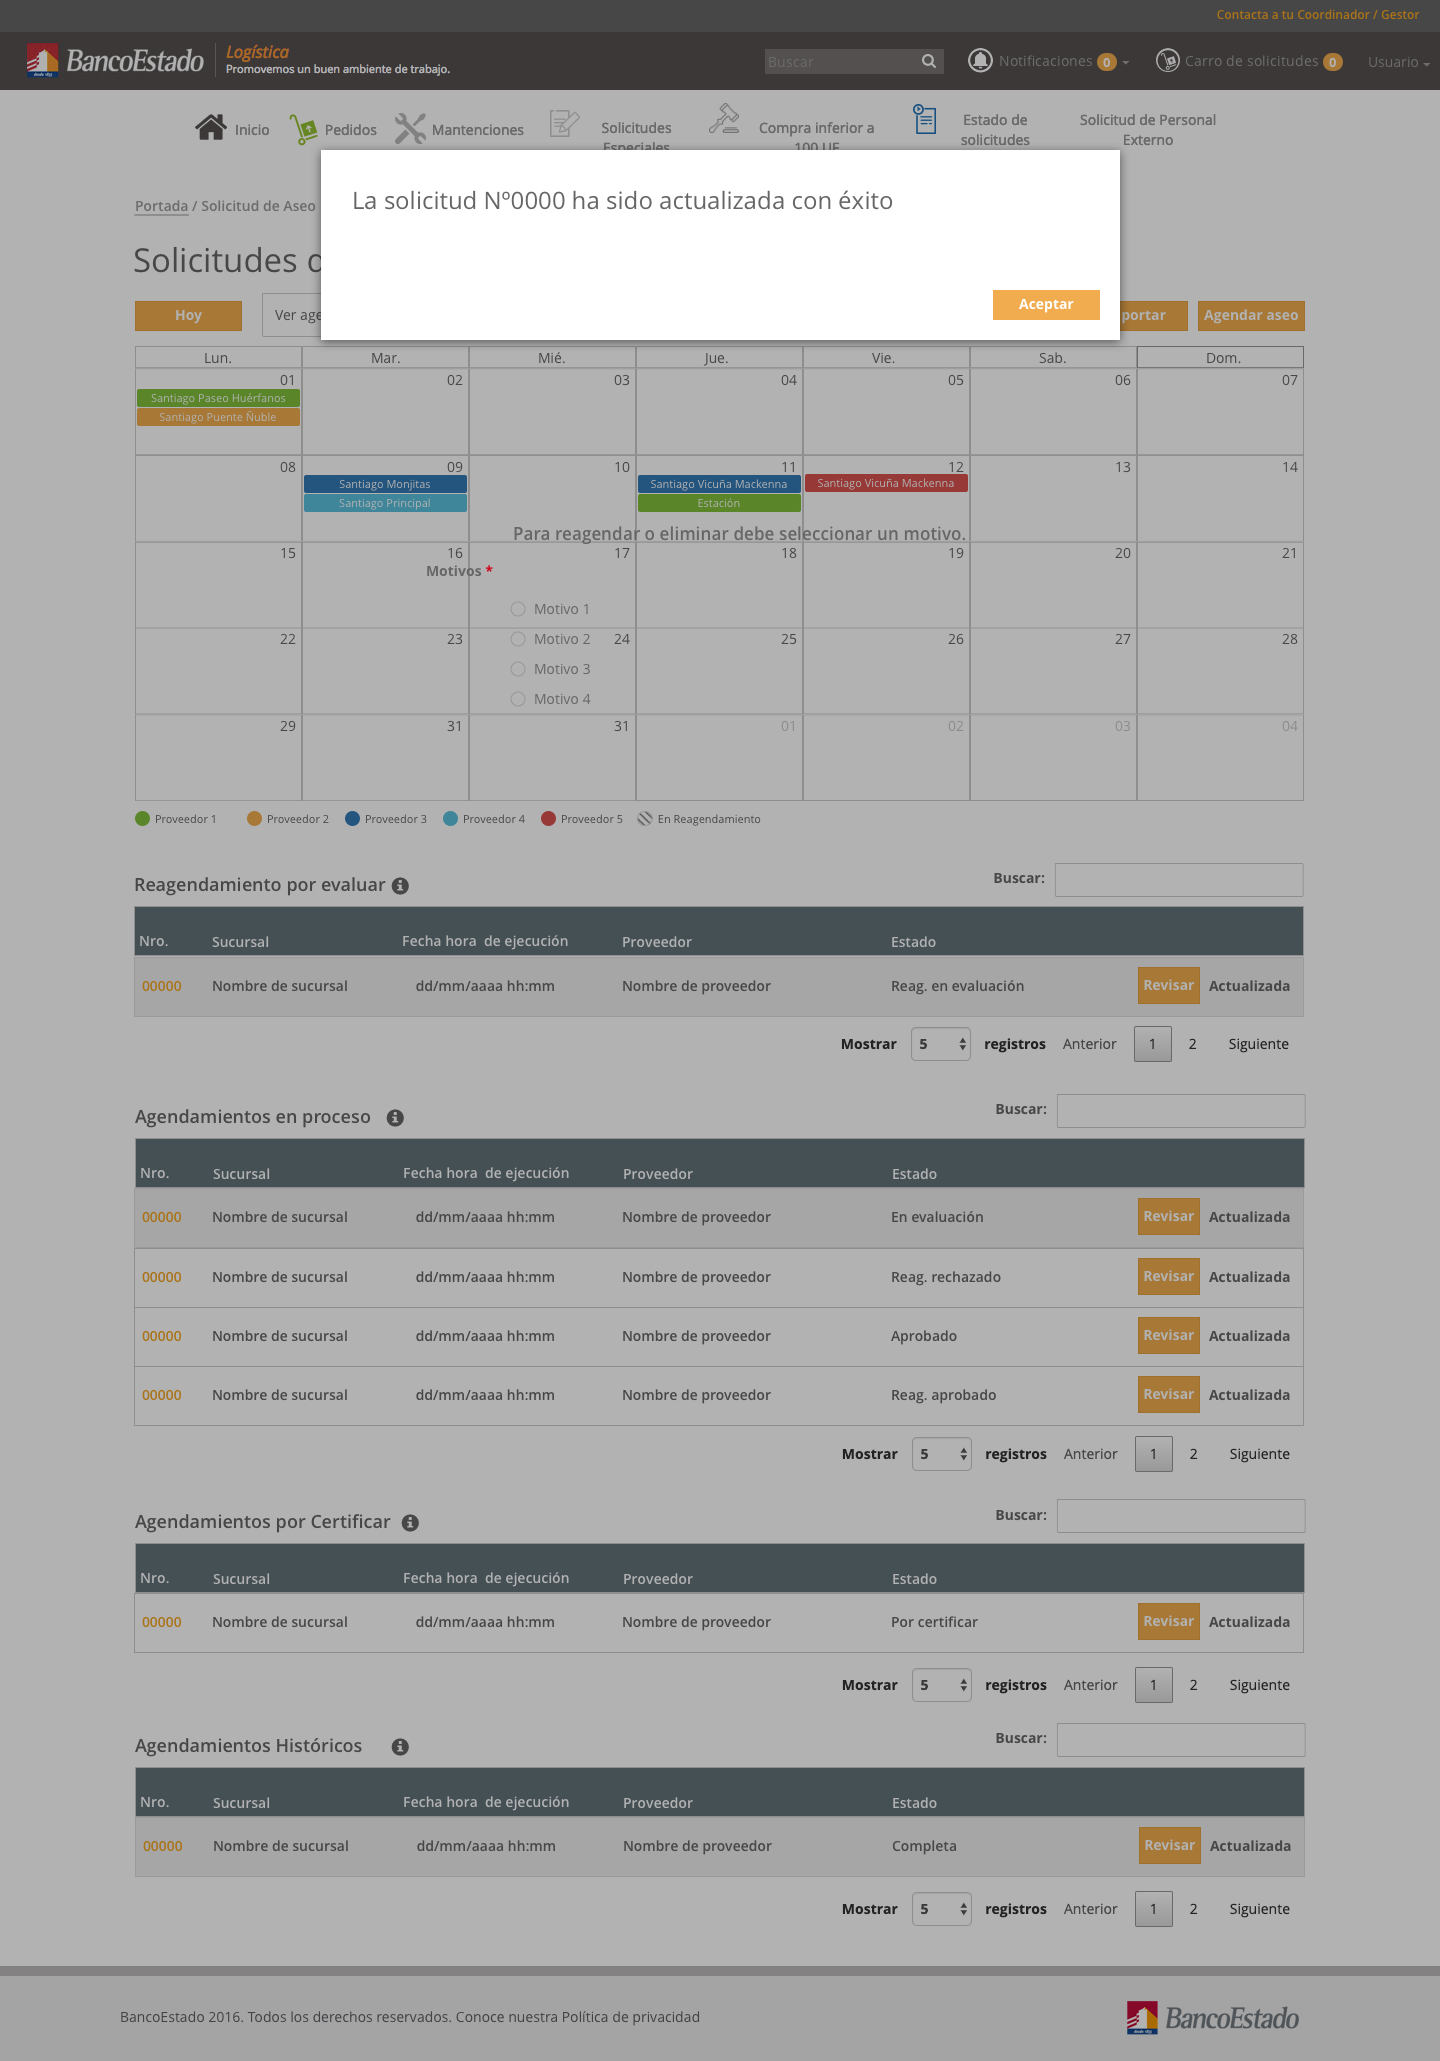 Contacta a tu Coordinador / Gestor
BancoEstado
desde 1855
Logística
Promovemos un buen ambiente de trabajo.
Buscar
Notificaciones 0
Carro de solicitudes 0
Usuario
Inicio
Pedidos
Mantenciones
Solicitudes
Especiales
Compra inferior a
100 UF
Estado de
solicitudes
Solicitud de Personal
Externo
La solicitud Nº0000 ha sido actualizada con éxito
Aceptar
Portada / Solicitud de Aseo
Solicitudes
Hoy
Ver
portar
Agendar aseo
Lun. Mar. Mié. Jue. Vie. Sab. Dom.
01 02 03 04 05 06 07
Santiago Paseo Huérfanos
Santiago Puente Ñuble
08 09 10 11 12 13 14
Santiago Monjitas
Santiago Principal
Santiago Vicuña Mackenna
Estación
Santiago Vicuña Mackenna
Para reagendar o eliminar debe seleccionar un motivo.
15 16 17 18 19 20 21
Motivos *
Motivo 1
22 23 24 25 26 27 28
Motivo 2
Motivo 3
Motivo 4
29 31 31 01 02 03 04
Proveedor 1 Proveedor 2 Proveedor 3 Proveedor 4 Proveedor 5 En Reagendamiento
Reagendamiento por evaluar
Buscar:
Nro. Sucursal Fecha hora de ejecución Proveedor Estado
00000 Nombre de sucursal dd/mm/aaaa hh:mm Nombre de proveedor Reag. en evaluación Revisar Actualizada
Mostrar 5 registros Anterior 1 2 Siguiente
Agendamientos en proceso
Buscar:
Nro. Sucursal Fecha hora de ejecución Proveedor Estado
00000 Nombre de sucursal dd/mm/aaaa hh:mm Nombre de proveedor En evaluación Revisar Actualizada
00000 Nombre de sucursal dd/mm/aaaa hh:mm Nombre de proveedor Reag. rechazado Revisar Actualizada
00000 Nombre de sucursal dd/mm/aaaa hh:mm Nombre de proveedor Aprobado Revisar Actualizada
00000 Nombre de sucursal dd/mm/aaaa hh:mm Nombre de proveedor Reag. aprobado Revisar Actualizada
Mostrar 5 registros Anterior 1 2 Siguiente
Agendamientos por Certificar
Buscar:
Nro. Sucursal Fecha hora de ejecución Proveedor Estado
00000 Nombre de sucursal dd/mm/aaaa hh:mm Nombre de proveedor Por certificar Revisar Actualizada
Mostrar 5 registros Anterior 1 2 Siguiente
Agendamientos Históricos
Buscar:
Nro. Sucursal Fecha hora de ejecución Proveedor Estado
00000 Nombre de sucursal dd/mm/aaaa hh:mm Nombre de proveedor Completa Revisar Actualizada
Mostrar 5 registros Anterior 1 2 Siguiente
BancoEstado 2016. Todos los derechos reservados. Conoce nuestra Política de privacidad
desde 1855
BancoEstado